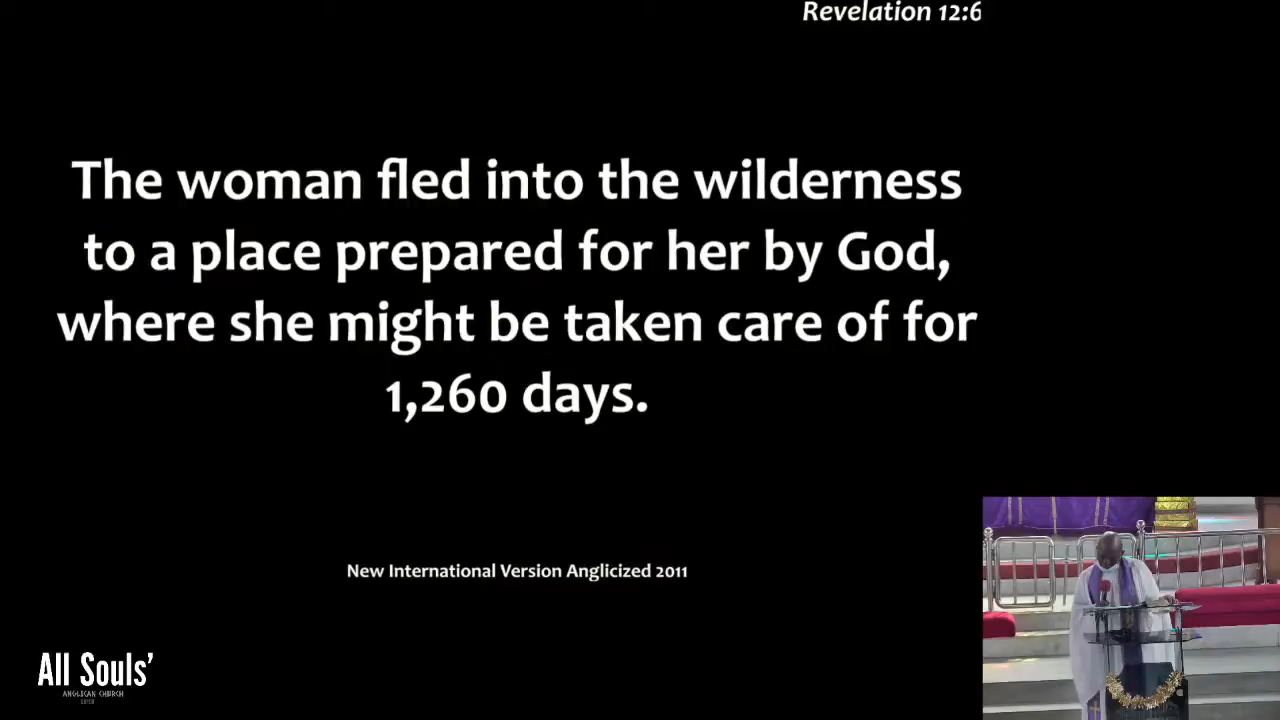 Revelation 12:6
The woman fled into the wilderness
to a place prepared for her by God,
where she might be taken care of for
1,260 days.
New International Version Anglicized 2011
All Souls'
ANGLICAN CHURCH